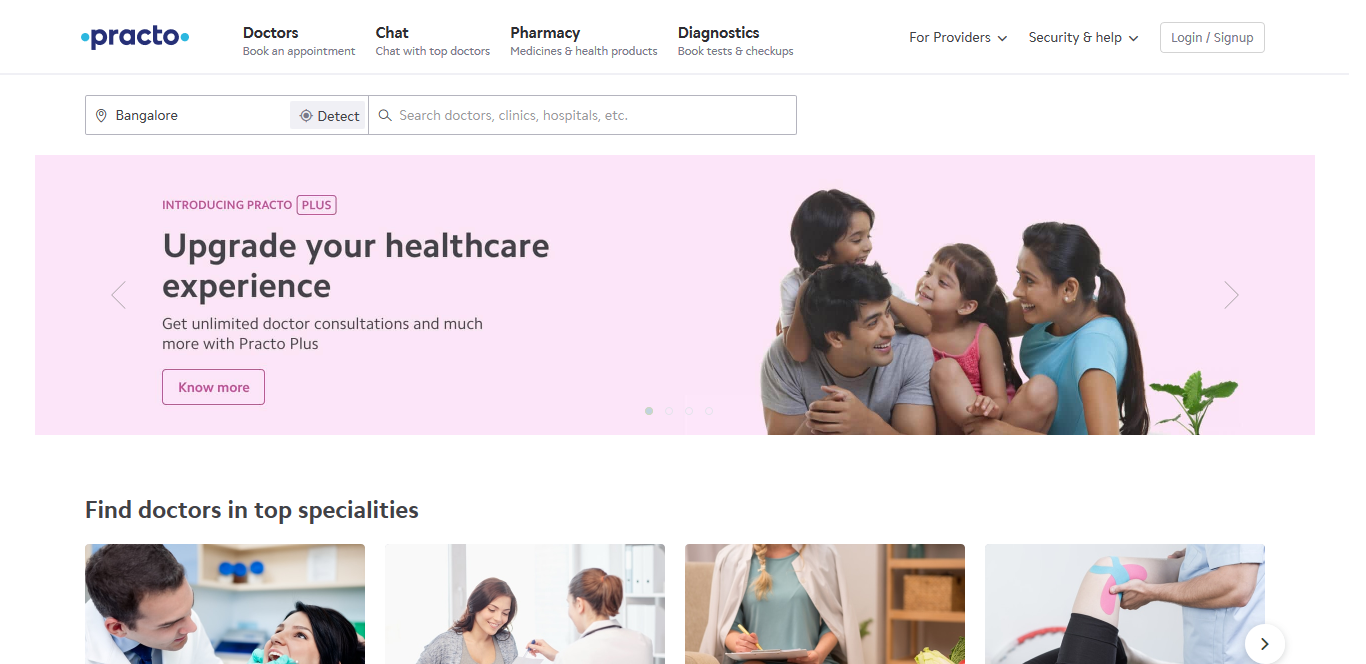 practo
Doctors
Book an appointment
Chat
Chat with top doctors
Pharmacy
Medicines & health products
Diagnostics
Book tests & checkups
For Providers
Security & help
Login / Signup
Bangalore
Detect
Search doctors, clinics, hospitals, etc.
INTRODUCING PRACTO PLUS
Upgrade your healthcare
experience
Get unlimited doctor consultations and much
more with Practo Plus
Know more
Find doctors in top specialities